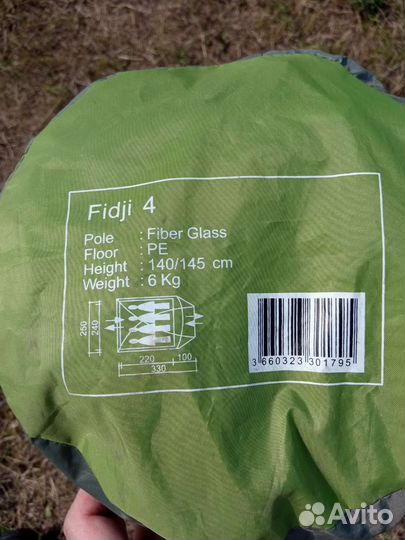 Fidji 4
Pole : Fiber Glass
Floor : PE
Height : 140/145 cm
Weight : 6 Kg
250
240
220
100
330
3 660323 301795
Avito